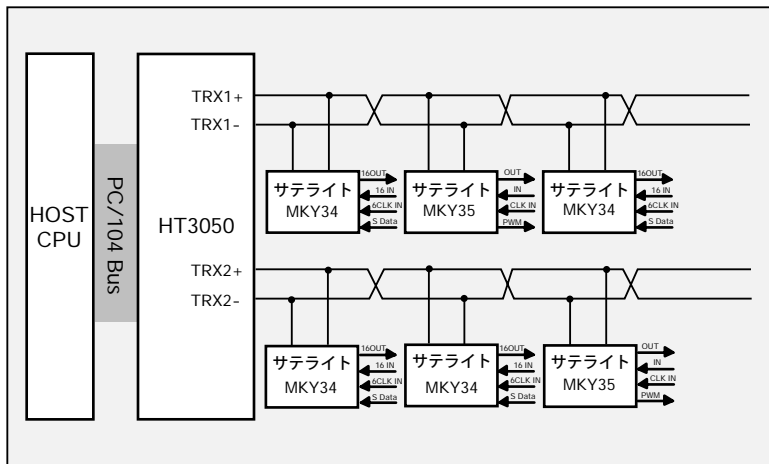 HOST
CPU
PC/104 Bus
HT3050
TRX1+
TRX1-
TRX2+
TRX2-
サテライト
MKY34
16OUT
16 IN
6CLK IN
S Data
サテライト
MKY35
OUT
IN
CLK IN
PWM
サテライト
MKY34
16OUT
16 IN
6CLK IN
S Data
サテライト
MKY34
16OUT
16 IN
6CLK IN
S Data
サテライト
MKY34
16OUT
16 IN
6CLK IN
S Data
サテライト
MKY35
OUT
IN
CLK IN
PWM